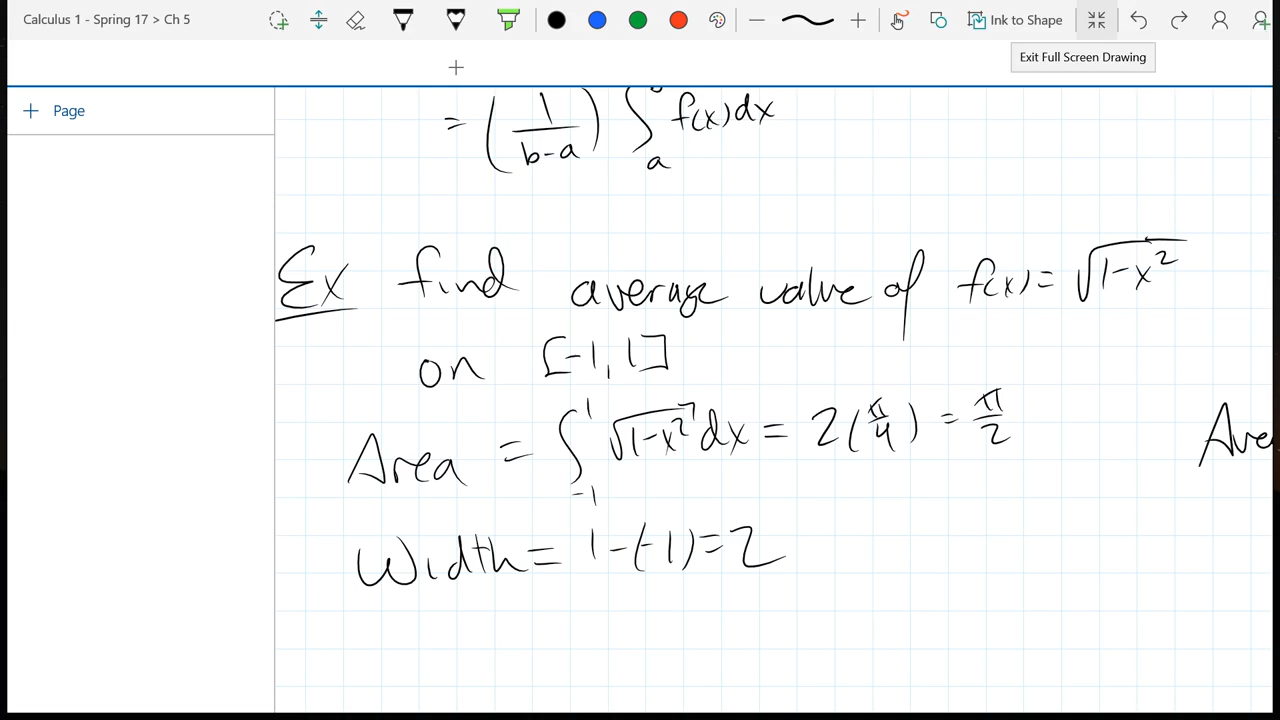 Calculus 1 - Spring 17 > Ch 5
Ink to Shape
Exit Full Screen Drawing
+ Page
= (1/(b-a)) ∫_a f(x)dx
Ex find average value of f(x) = √(1-x²)
on [-1, 1]
Area = ∫_{-1}^{1} √(1-x²) dx = 2(π/4) = π/2
Ave
Width = 1-(-1) = 2